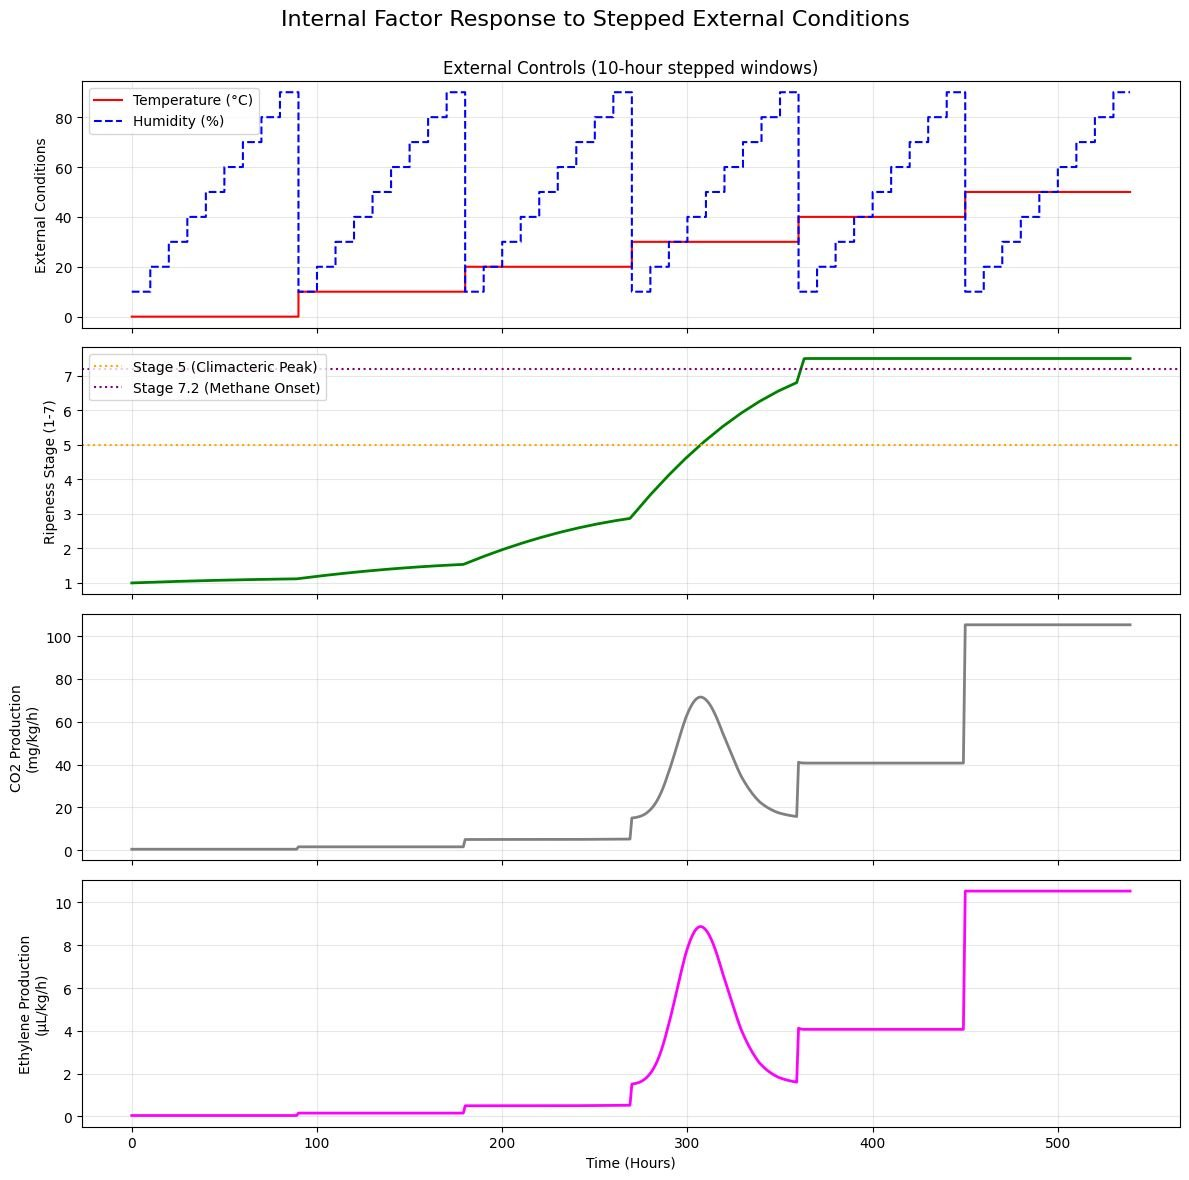 Internal Factor Response to Stepped External Conditions
External Controls (10-hour stepped windows)
External Conditions
80
60
40
20
0
Temperature (°C)
Humidity (%)
Ripeness Stage (1-7)
7
6
5
4
3
2
1
Stage 5 (Climacteric Peak)
Stage 7.2 (Methane Onset)
CO2 Production
(mg/kg/h)
100
80
60
40
20
0
Ethylene Production
(µL/kg/h)
10
8
6
4
2
0
0 100 200 300 400 500
Time (Hours)